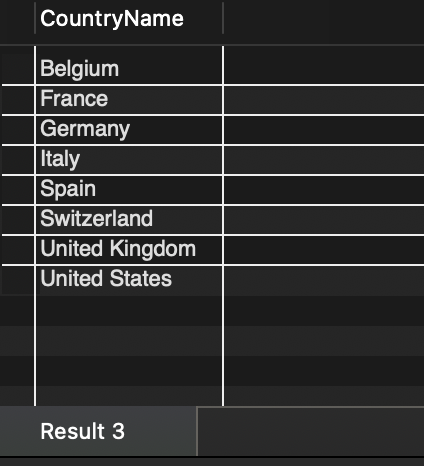 CountryName
Belgium
France
Germany
Italy
Spain
Switzerland
United Kingdom
United States
Result 3